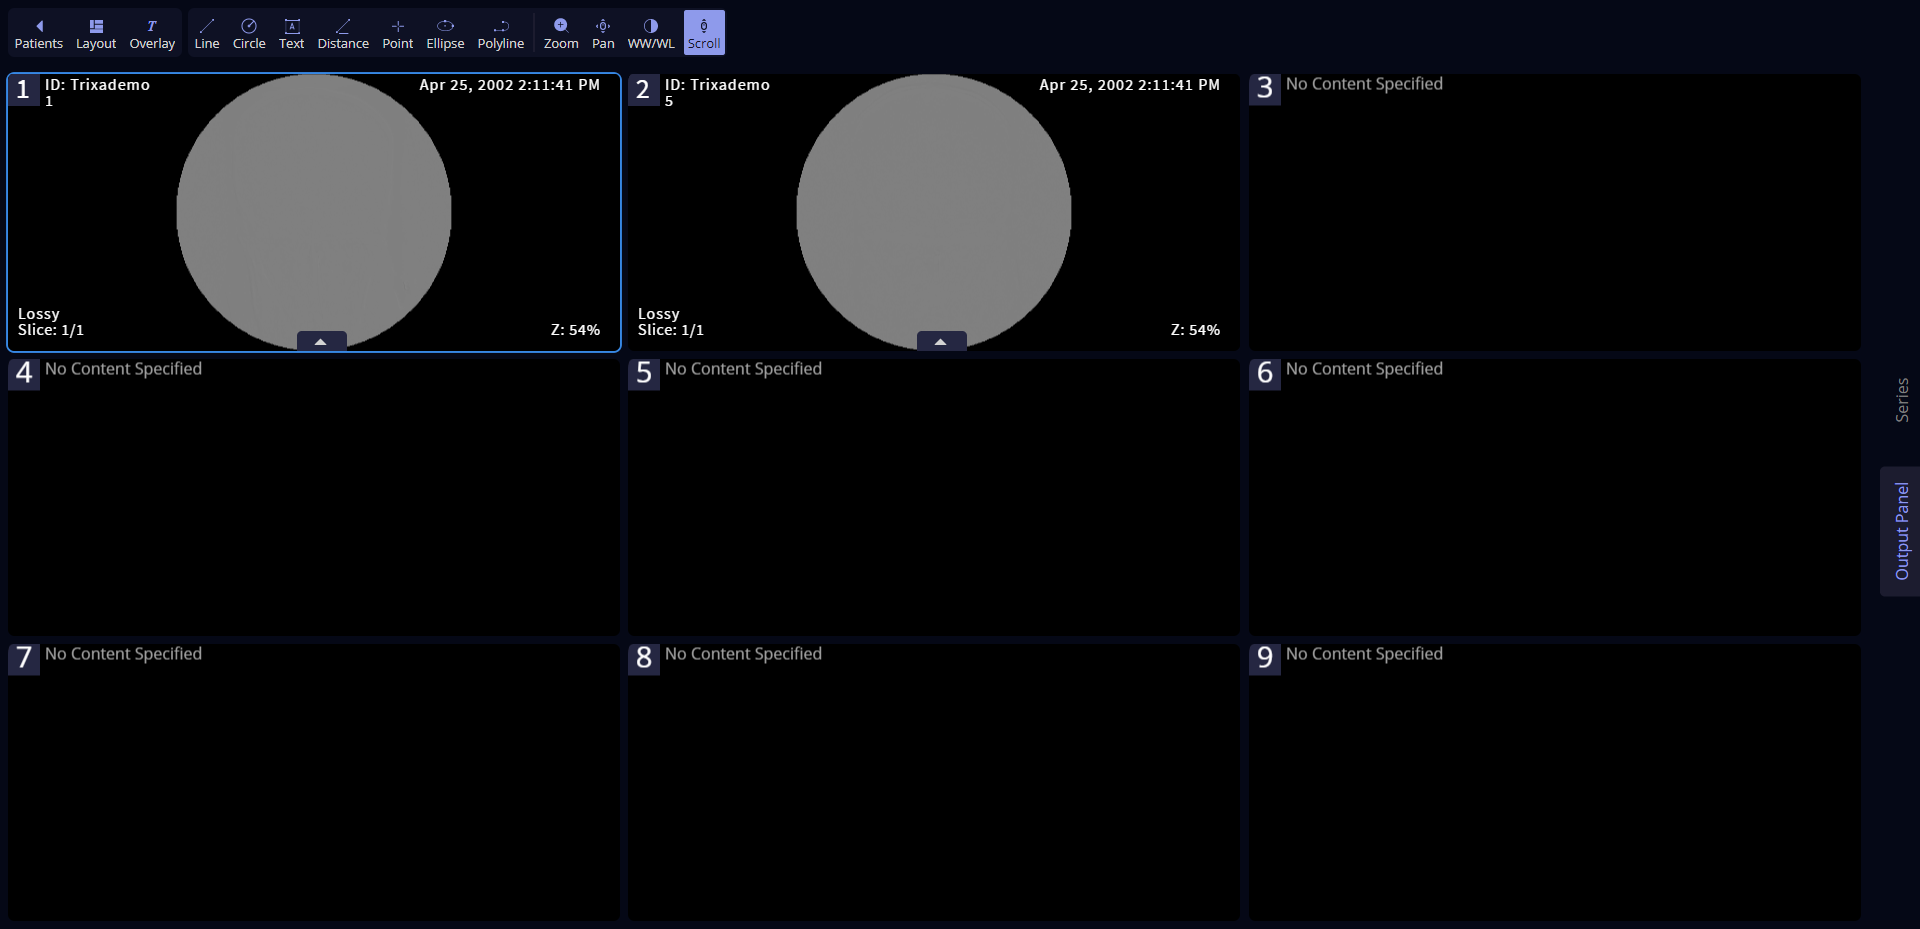 Patients Layout Overlay Line Circle Text Distance Point Ellipse Polyline Zoom Pan WW/WL Scroll
1 ID: Trixademo Apr 25, 2002 2:11:41 PM
1
Lossy
Slice: 1/1 Z: 54%
2 ID: Trixademo Apr 25, 2002 2:11:41 PM
5
Lossy
Slice: 1/1 Z: 54%
3 No Content Specified
4 No Content Specified
5 No Content Specified
6 No Content Specified
7 No Content Specified
8 No Content Specified
9 No Content Specified
Series
Output Panel